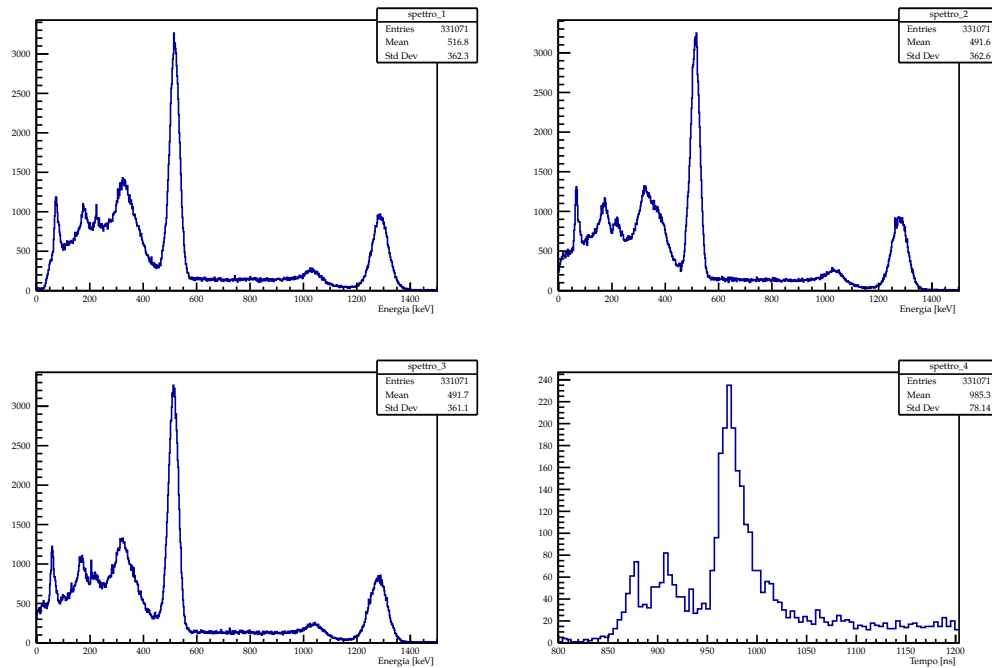 spettro_1
Entries 331071
Mean 516.8
Std Dev 362.3
3000
2500
2000
1500
1000
500
0
0 200 400 600 800 1000 1200 1400
Energia [keV]
spettro_2
Entries 331071
Mean 491.6
Std Dev 362.6
3000
2500
2000
1500
1000
500
0
0 200 400 600 800 1000 1200 1400
Energia [keV]
spettro_3
Entries 331071
Mean 491.7
Std Dev 361.1
3000
2500
2000
1500
1000
500
0
0 200 400 600 800 1000 1200 1400
Energia [keV]
spettro_4
Entries 331071
Mean 985.3
Std Dev 78.14
240
220
200
180
160
140
120
100
80
60
40
20
0
800 850 900 950 1000 1050 1100 1150 1200
Tempo [ns]